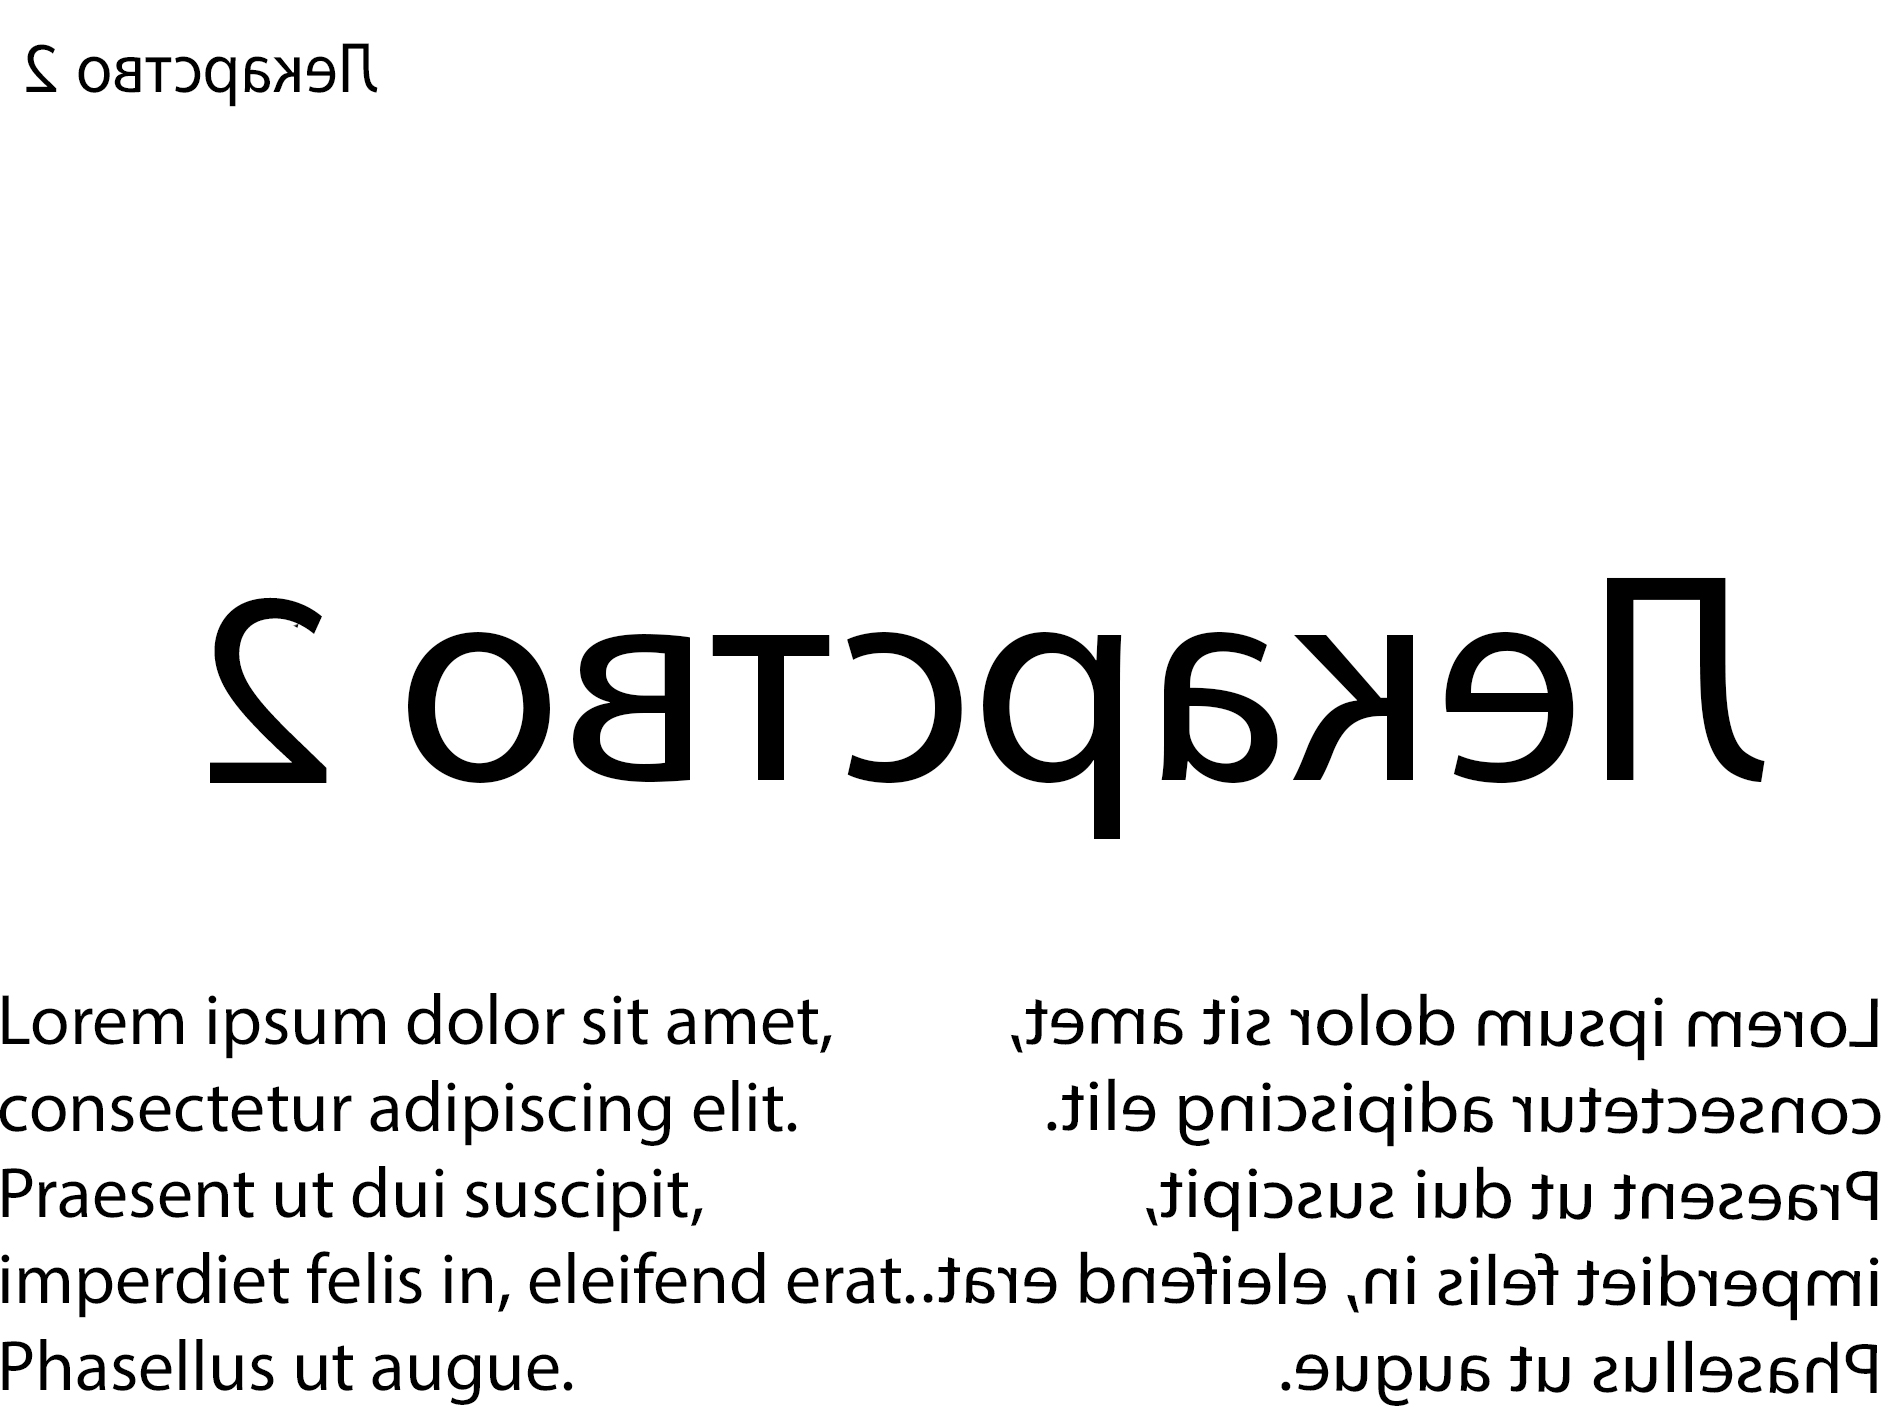 Лекарство 2
Лекарство 2
Lorem ipsum dolor sit amet,
consectetur adipiscing elit.
Praesent ut dui suscipit,
imperdiet felis in, eleifend erat.
Phasellus ut augue.
Lorem ipsum dolor sit amet,
consectetur adipiscing elit.
Praesent ut dui suscipit,
imperdiet felis in, eleifend erat.
Phasellus ut augue.